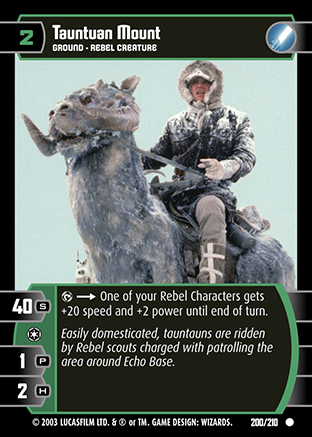 2
Tauntuan Mount
GROUND - REBEL CREATURE
40 S
→ One of your Rebel Characters gets
+20 speed and +2 power until end of turn.
Easily domesticated, tauntauns are ridden
by Rebel scouts charged with patrolling the
area around Echo Base.
1 P
2 H
© 2003 LUCASFILM LTD. & ® or TM. GAME DESIGN: WIZARDS. 200/210